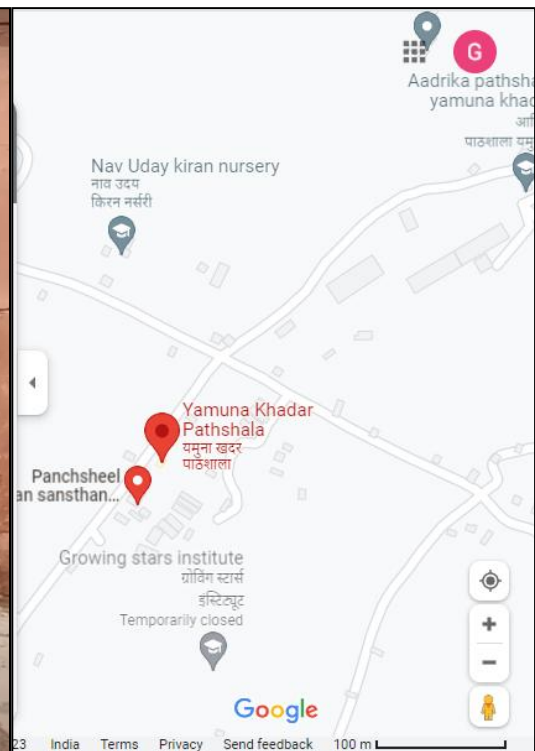 G
Aadrika pathsha
yamuna khad
आ
पाठशाला यमु
Nav Uday kiran nursery
नाव उदय
किरन नर्सरी
Yamuna Khadar
Pathshala
यमुना खदर
पाठशाला
Panchsheel
an sansthan...
Growing stars institute
ग्रोविंग स्टार्स
इंस्टिट्यूट
Temporarily closed
Google
23 India Terms Privacy Send feedback 100 m